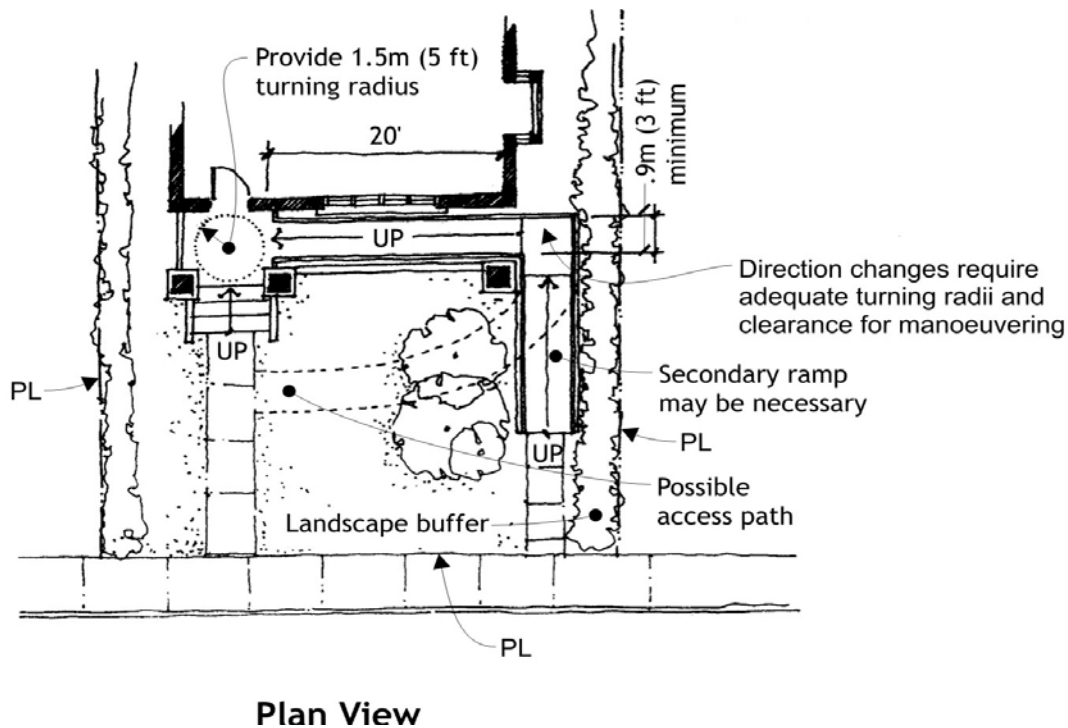 Provide 1.5m (5 ft)
turning radius
20'
.9m (3 ft)
minimum
UP
Direction changes require
adequate turning radii and
clearance for manoeuvering
UP
PL
Secondary ramp
may be necessary
PL
UP
Possible
access path
Landscape buffer
PL
Plan View